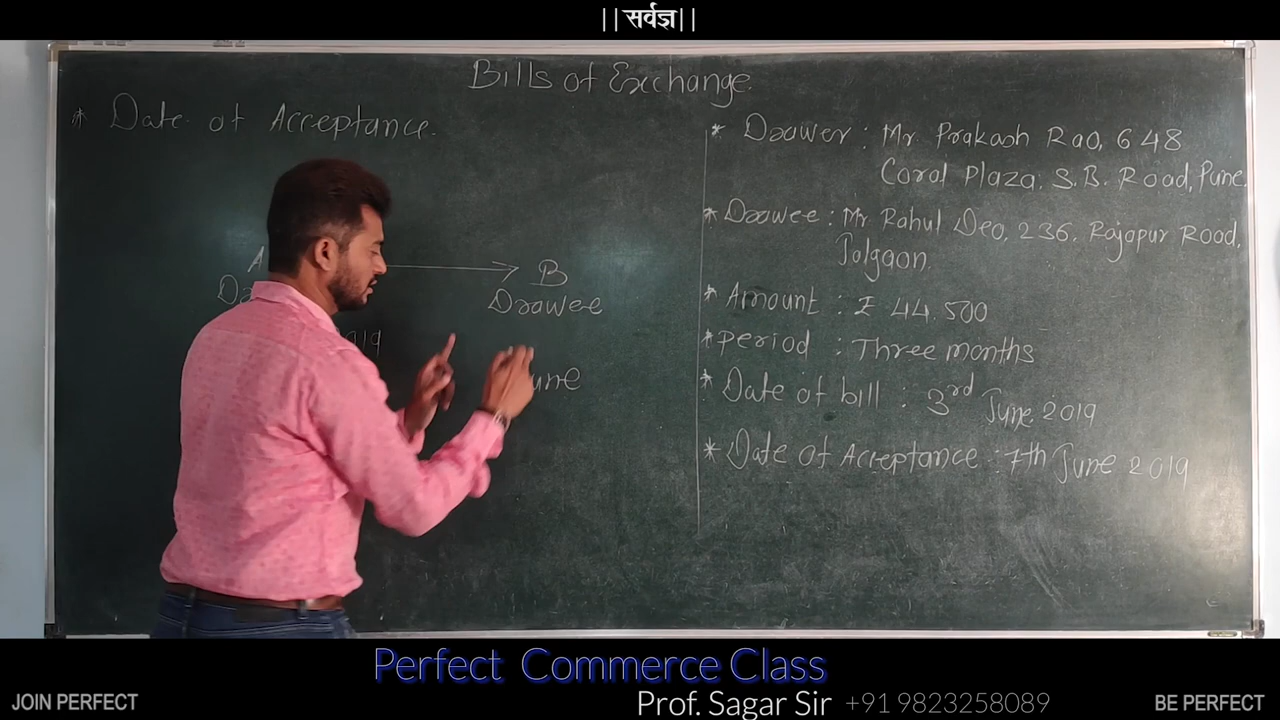 ||सर्वज्ञ||
Bills of Exchange.
* Date of Acceptance.
A → B
Drawee
2019
June
* Drawer : Mr. Prakash Rao, 648
Coral Plaza, S.B. Road, Pune.
* Drawee : Mr. Rahul Deo, 236, Rajapur Road,
Jalgaon.
* Amount : ₹ 44,500
* Period : Three months
* Date of bill : 3rd June 2019
* Date of Acceptance : 7th June 2019
Perfect Commerce Class
Prof. Sagar Sir +91 9823258089
JOIN PERFECT
BE PERFECT